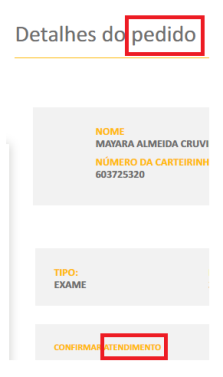 Detalhes do pedido
NOME
MAYARA ALMEIDA CRUVI
NÚMERO DA CARTEIRINH
603725320
TIPO:
EXAME
CONFIRMAR ATENDIMENTO